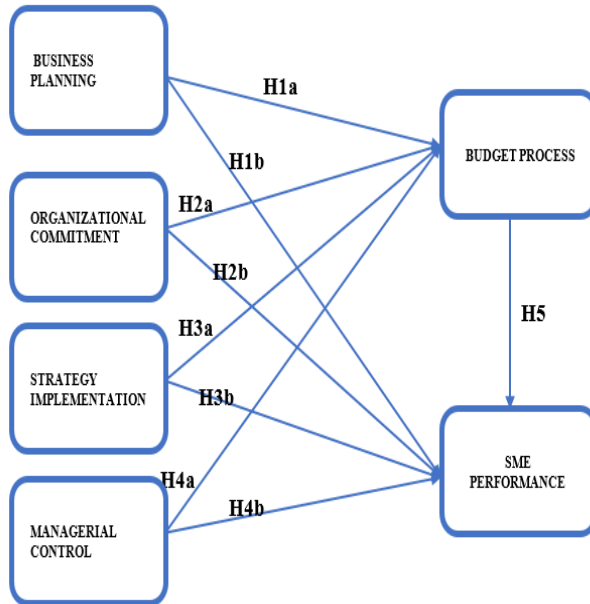 BUSINESS
PLANNING
H1a
BUDGET PROCESS
H1b
ORGANIZATIONAL
COMMITMENT
H2a
H2b
H3a
H5
STRATEGY
IMPLEMENTATION
H3b
SME
PERFORMANCE
H4a
H4b
MANAGERIAL
CONTROL